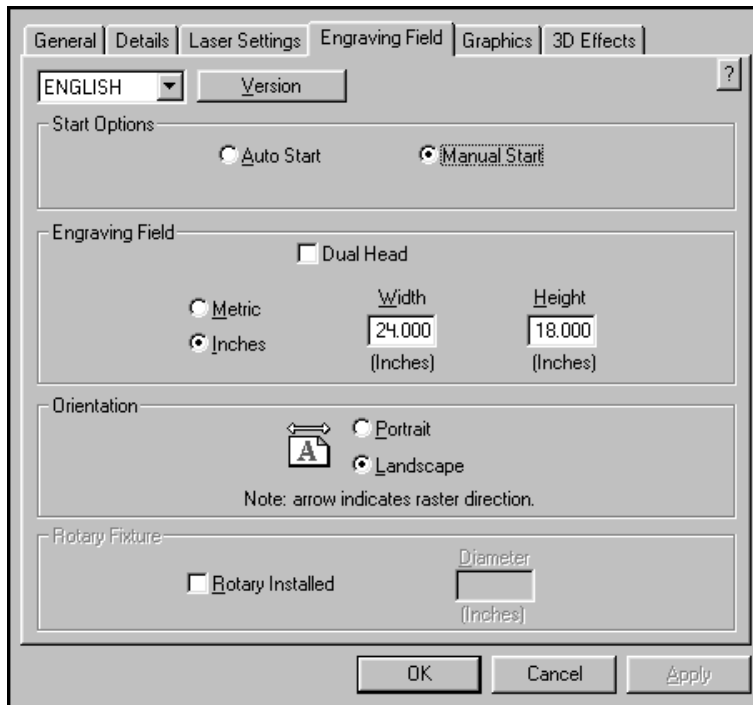 General Details Laser Settings Engraving Field Graphics 3D Effects
ENGLISH Version ?
Start Options
Auto Start Manual Start
Engraving Field
Dual Head
Width Height
Metric
24.000 18.000
Inches
(Inches) (Inches)
Orientation
A
Portrait
Landscape
Note: arrow indicates raster direction.
Rotary Fixture
Diameter
Rotary Installed
(Inches)
OK Cancel Apply